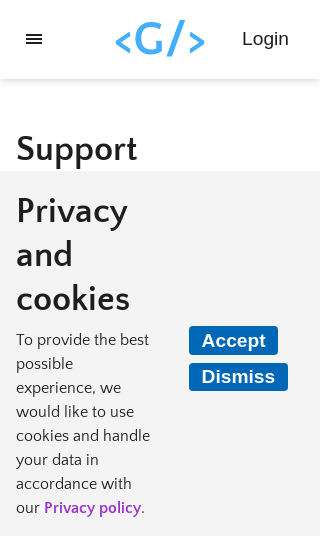 <G/>
Login
Support
Privacy
and
cookies
To provide the best
possible
experience, we
would like to use
cookies and handle
your data in
accordance with
our Privacy policy.
Accept
Dismiss